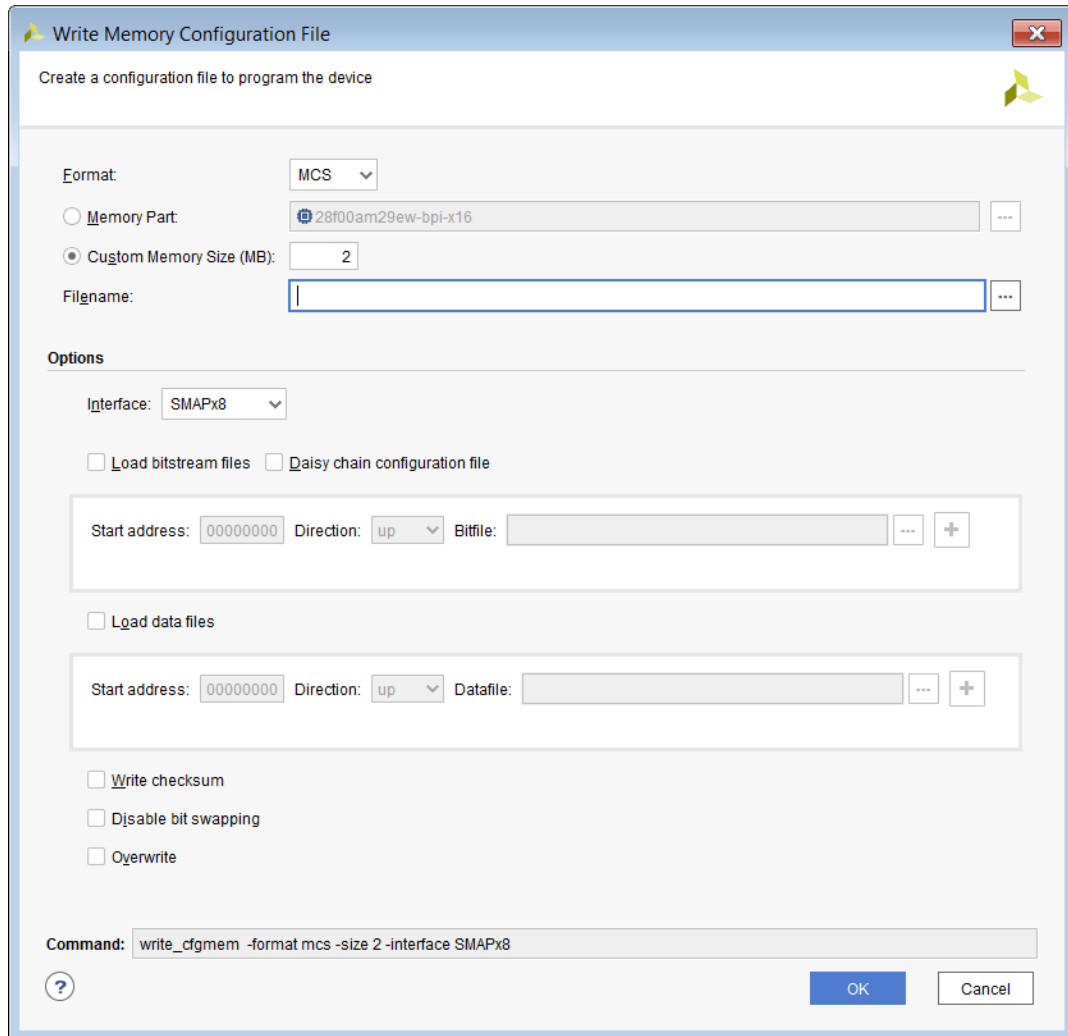 Write Memory Configuration File
Create a configuration file to program the device
Format: MCS
Memory Part: 28f00am29ew-bpi-x16 ...
Custom Memory Size (MB): 2
Filename: ...
Options
Interface: SMAPx8
Load bitstream files Daisy chain configuration file
Start address: 00000000 Direction: up Bitfile: ... +
Load data files
Start address: 00000000 Direction: up Datafile: ... +
Write checksum
Disable bit swapping
Overwrite
Command: write_cfgmem -format mcs -size 2 -interface SMAPx8
? OK Cancel